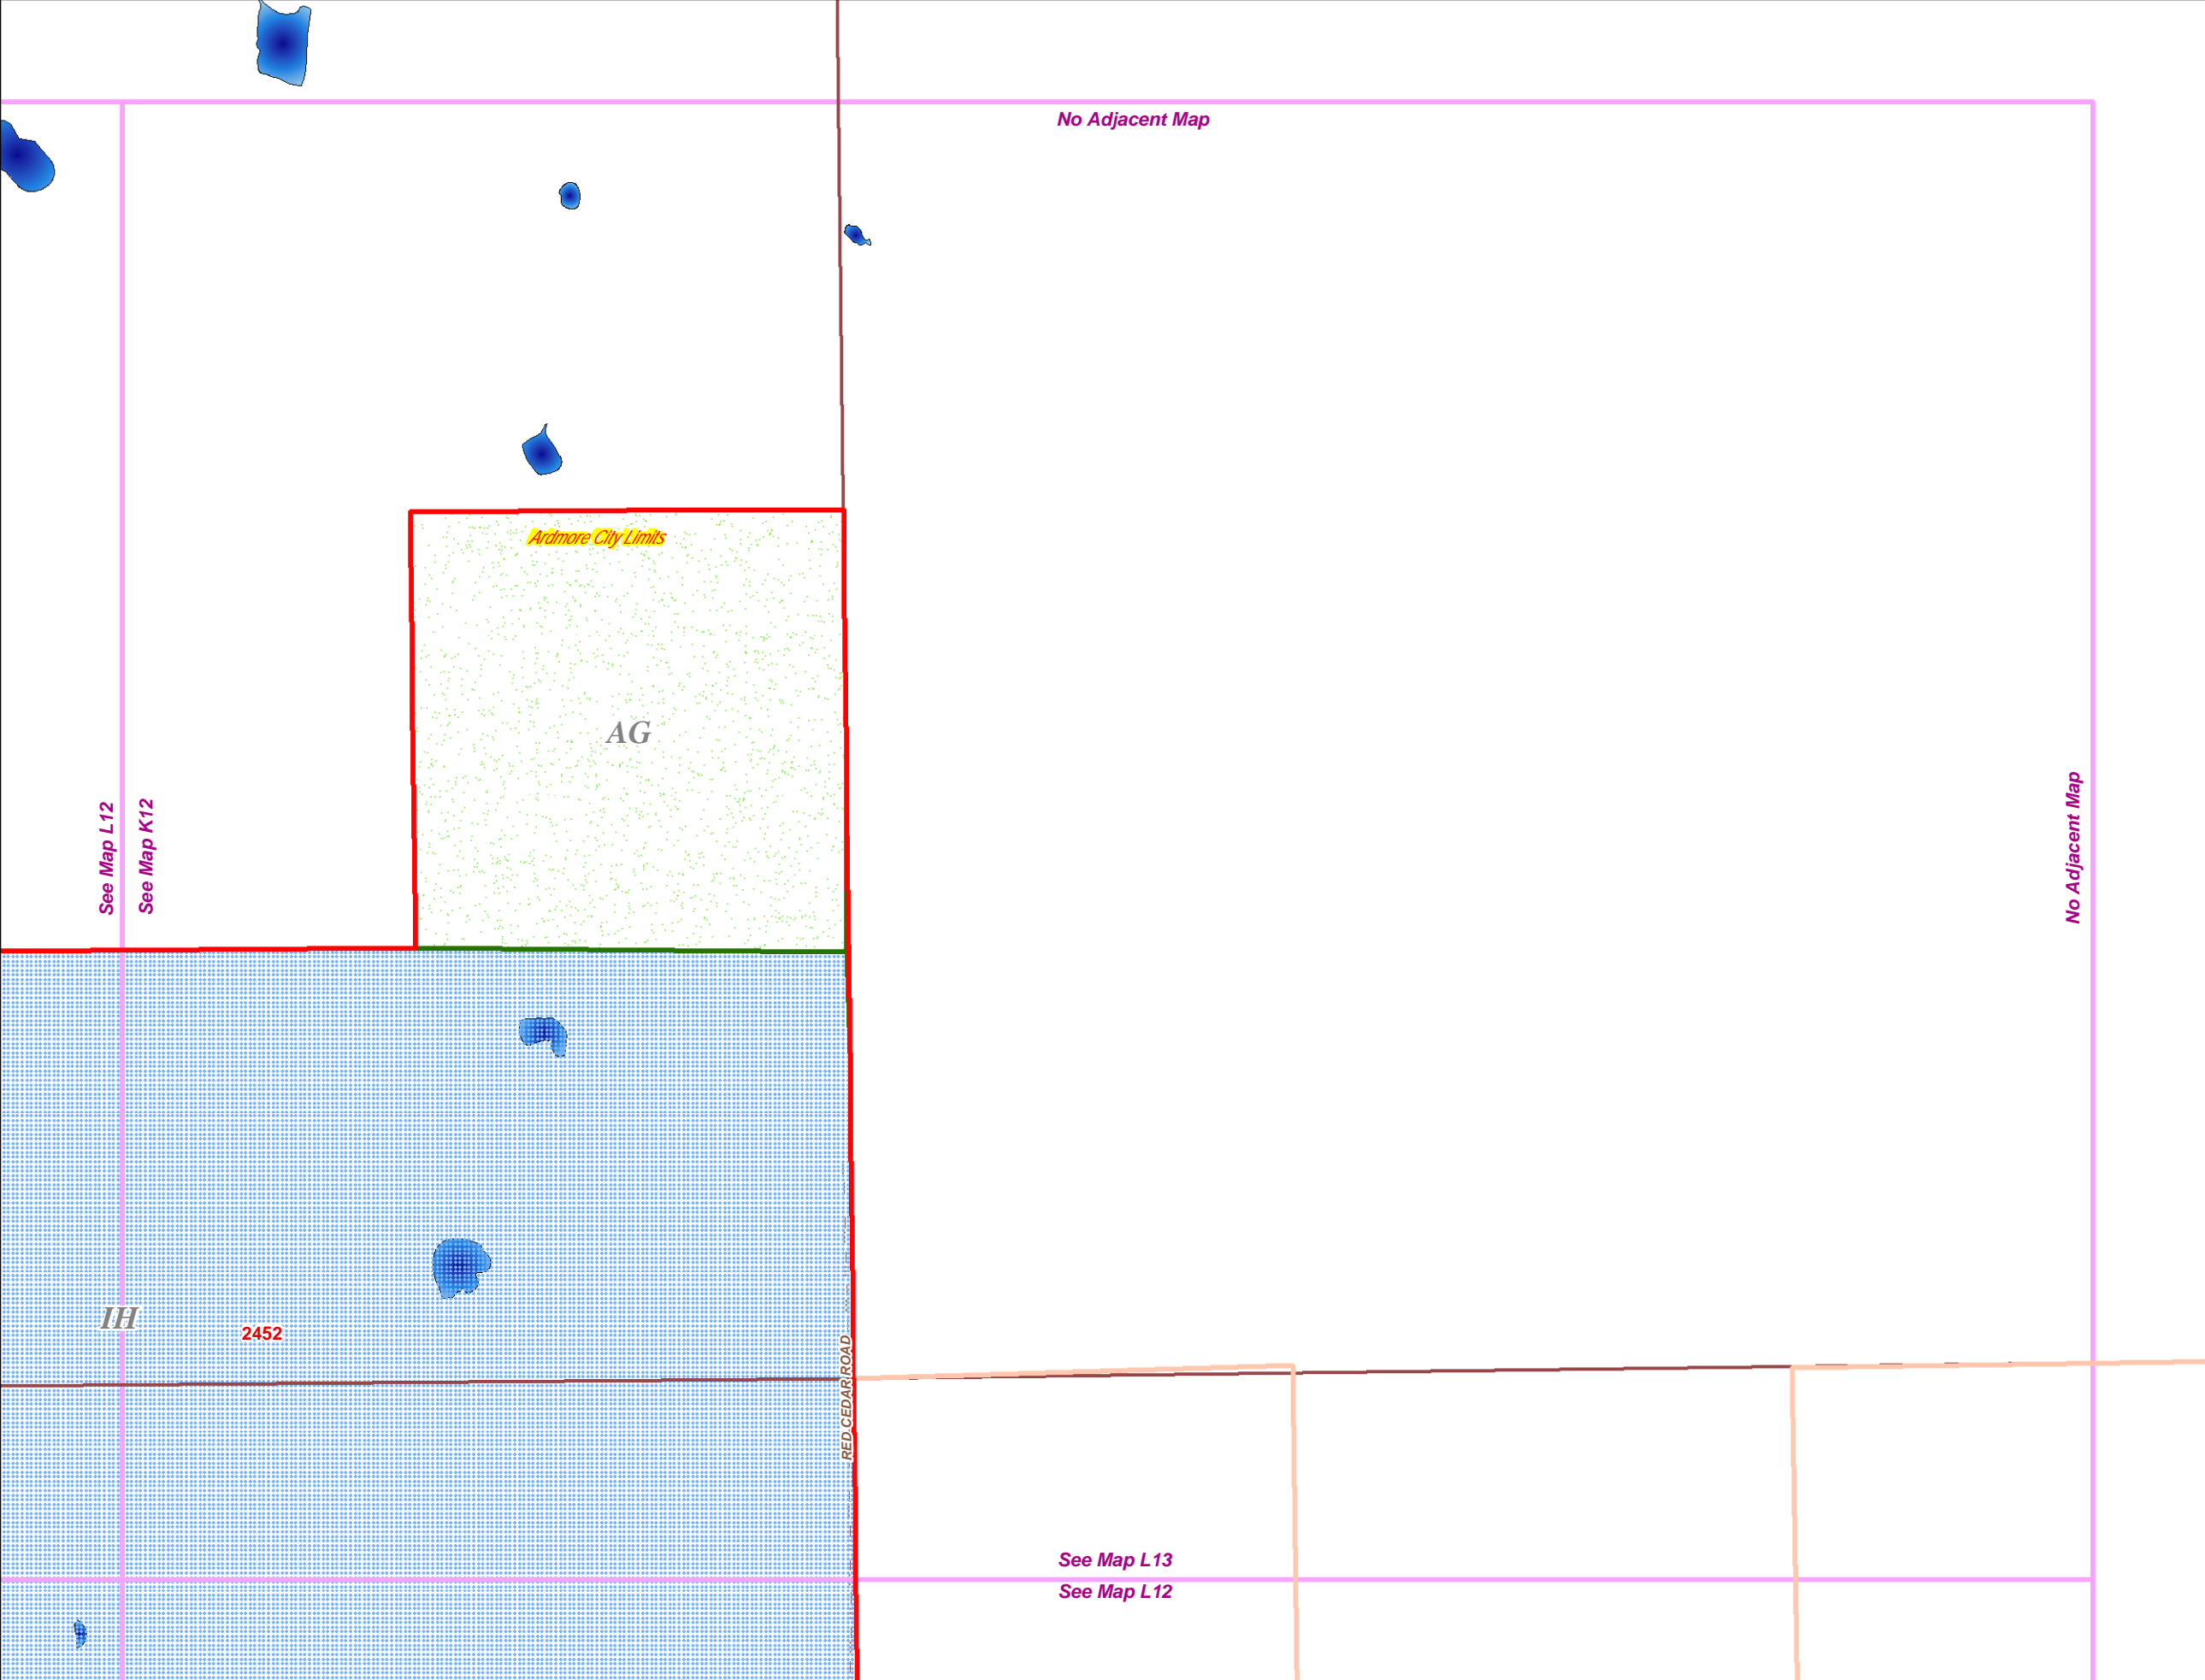 No Adjacent Map
Ardmore City Limits
AG
See Map L12
See Map K12
No Adjacent Map
IH
2452
RED CEDAR ROAD
See Map L13
See Map L12